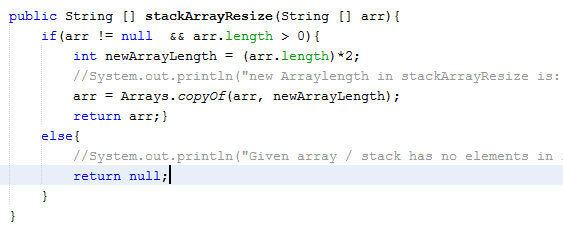 public String [] stackArrayResize(String [] arr){
    if(arr != null  && arr.length > 0){
        int newArrayLength = (arr.length)*2;
        //System.out.println("new Arraylength in stackArrayResize is:
        arr = Arrays.copyOf(arr, newArrayLength);
        return arr;}
    else{
        //System.out.println("Given array / stack has no elements in
        return null;
    }
}